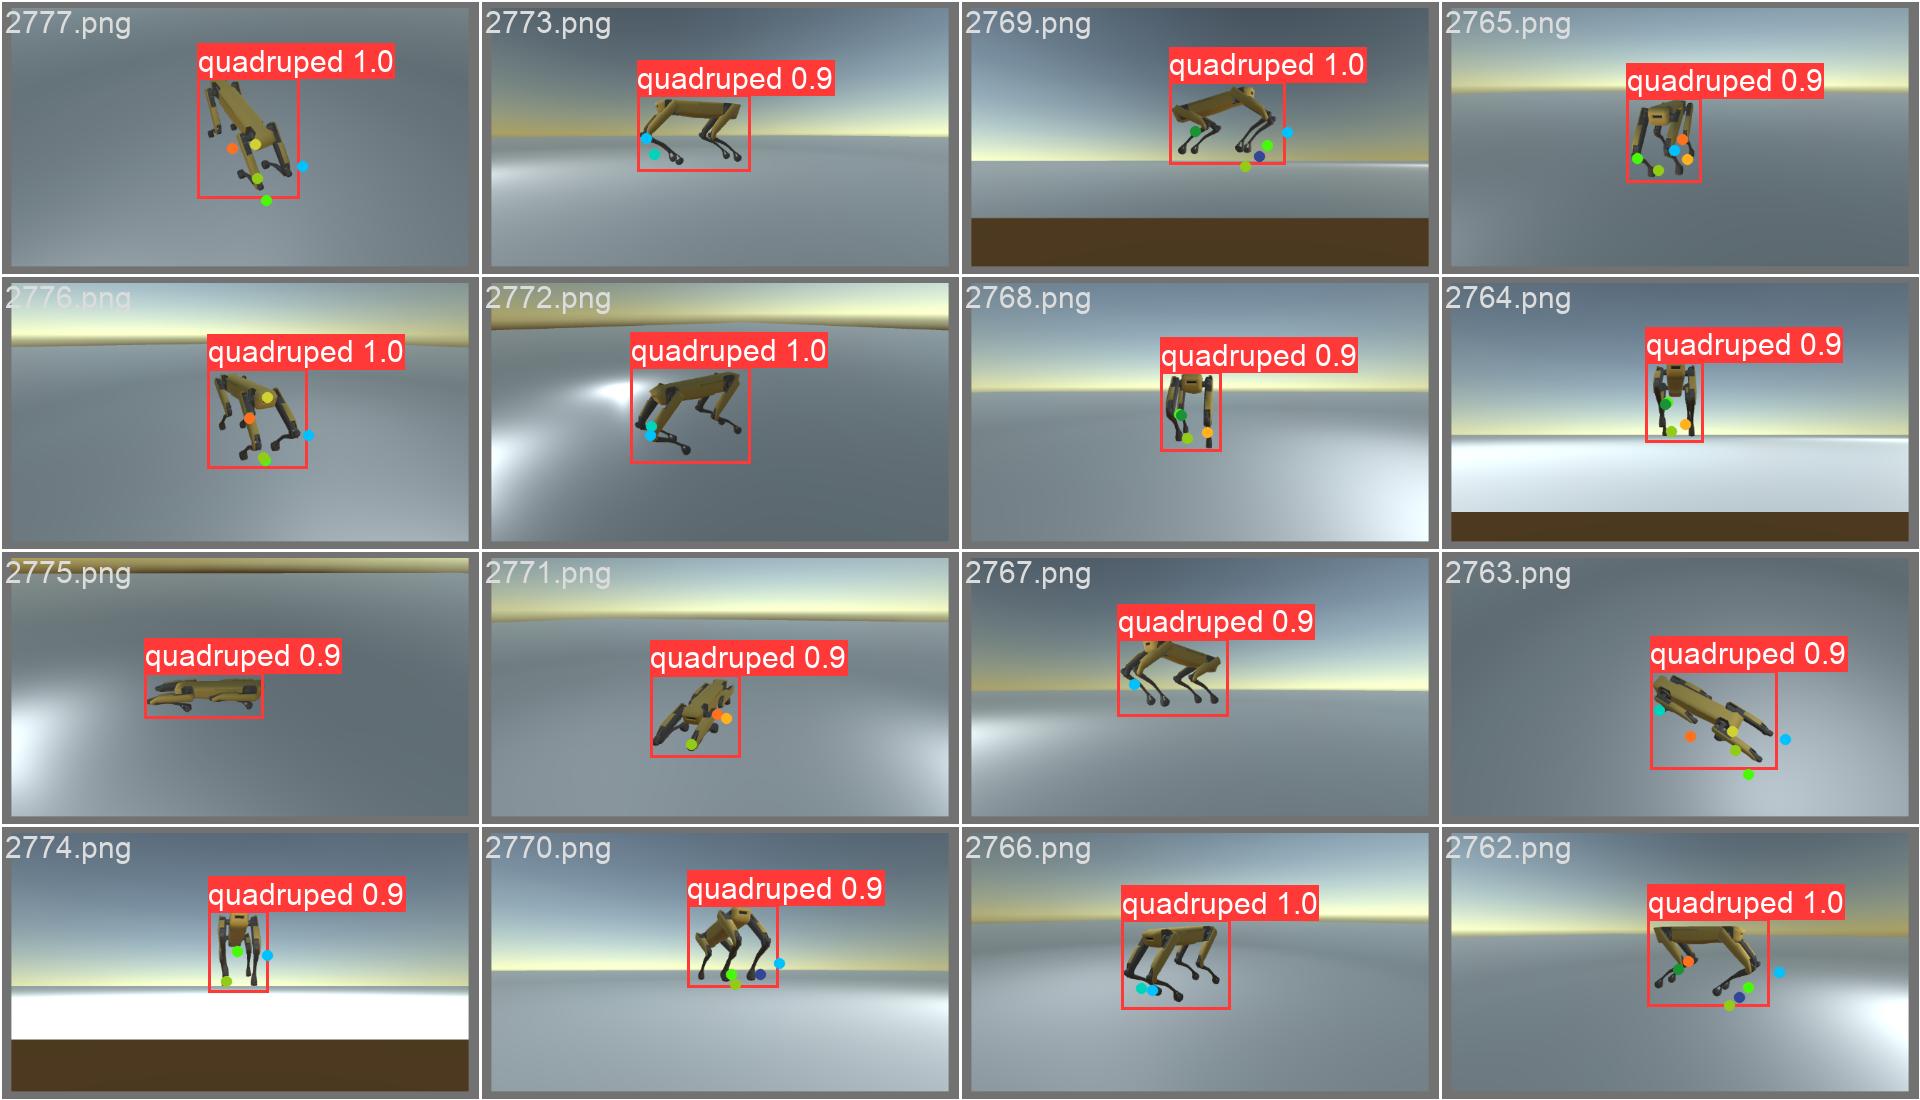 2777.png
quadruped 1.0
2773.png
quadruped 0.9
2769.png
quadruped 1.0
2765.png
quadruped 0.9
2776.png
quadruped 1.0
2772.png
quadruped 1.0
2768.png
quadruped 0.9
2764.png
quadruped 0.9
2775.png
quadruped 0.9
2771.png
quadruped 0.9
2767.png
quadruped 0.9
2763.png
quadruped 0.9
2774.png
quadruped 0.9
2770.png
quadruped 0.9
2766.png
quadruped 1.0
2762.png
quadruped 1.0